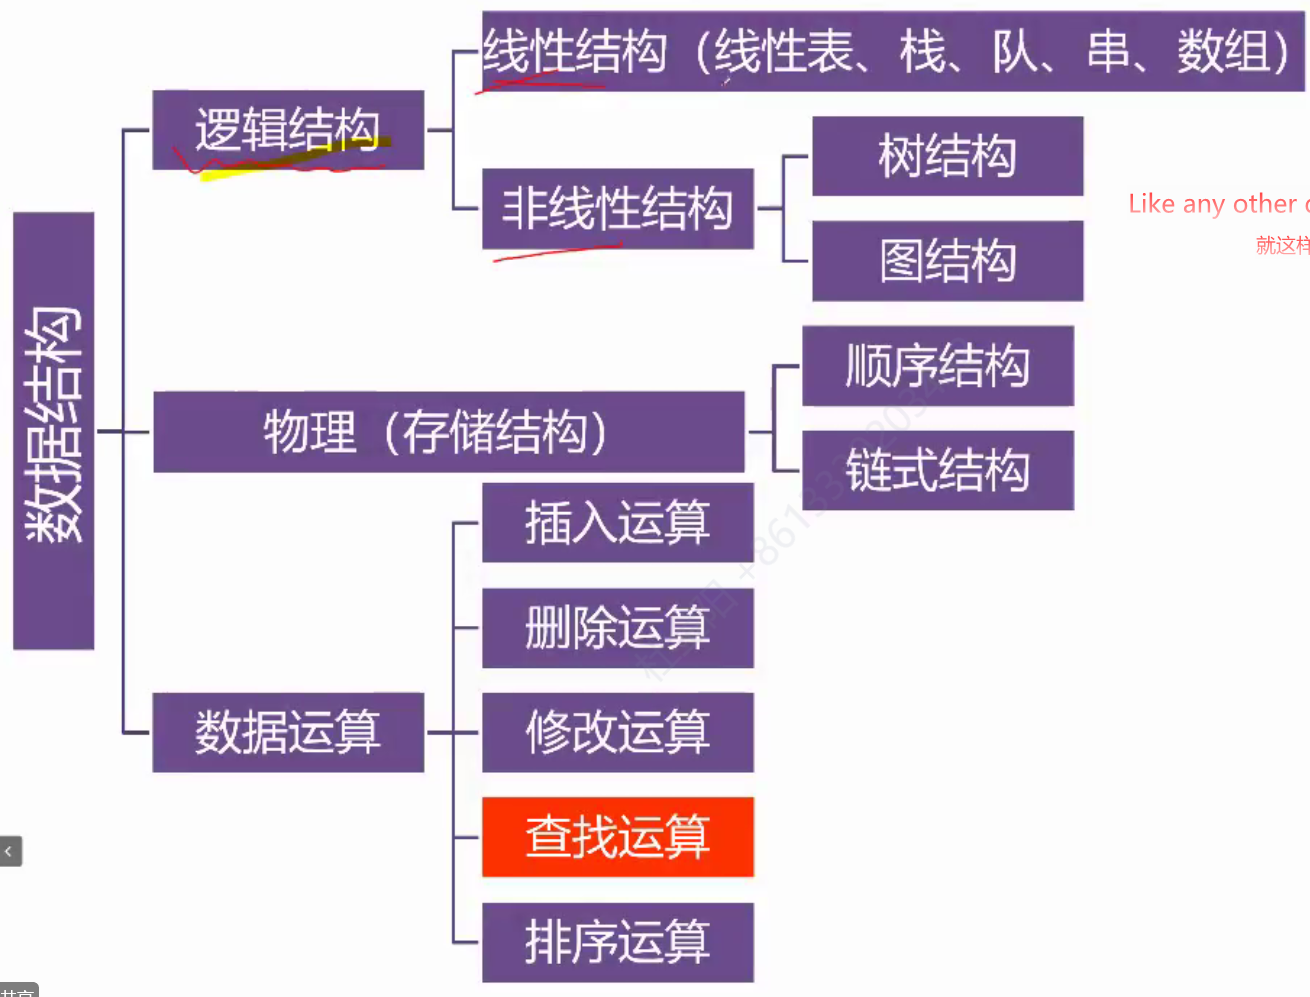 线性结构（线性表、栈、队、串、数组）
逻辑结构
树结构
非线性结构
Like any other
就这样
图结构
数据结构
顺序结构
物理（存储结构）
链式结构
插入运算
删除运算
数据运算
修改运算
查找运算
排序运算